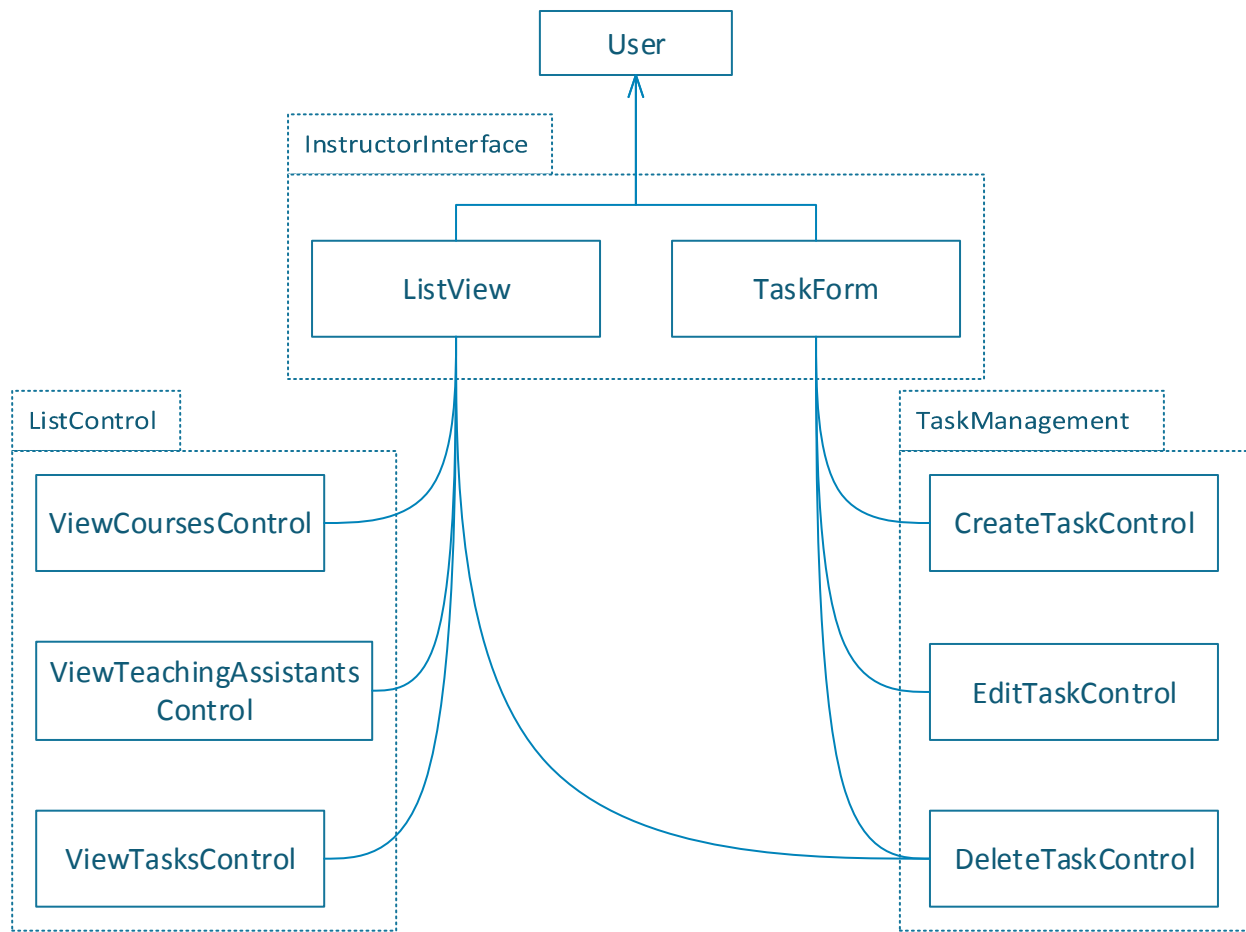 User
InstructorInterface
ListView
TaskForm
ListControl
TaskManagement
ViewCoursesControl
CreateTaskControl
ViewTeachingAssistants
Control
EditTaskControl
ViewTasksControl
DeleteTaskControl